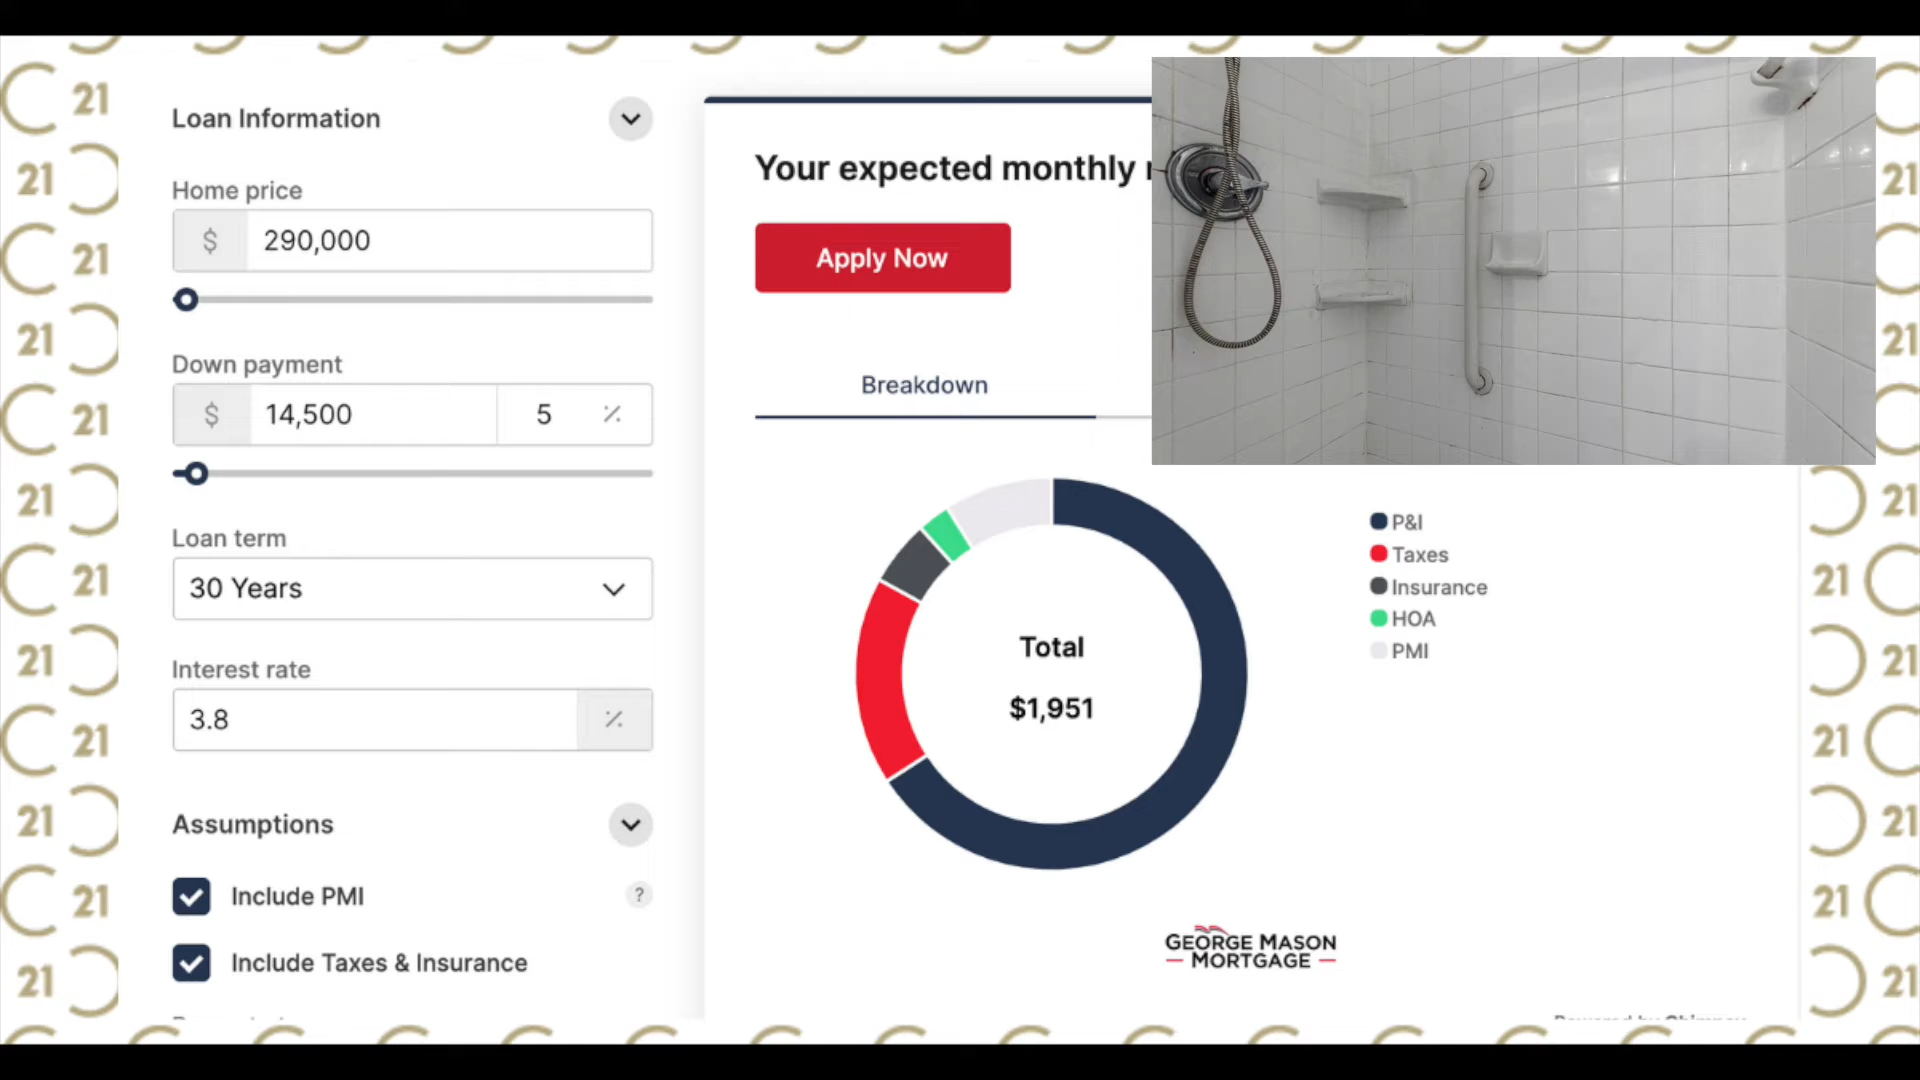 Loan Information
Home price
$ 290,000
Down payment
$ 14,500 5 %
Loan term
30 Years
Interest rate
3.8 %
Assumptions
Include PMI ?
Include Taxes & Insurance
Your expected monthly
Apply Now
Breakdown
Total
$1,951
P&I
Taxes
Insurance
HOA
PMI
GEORGE MASON
MORTGAGE
C21